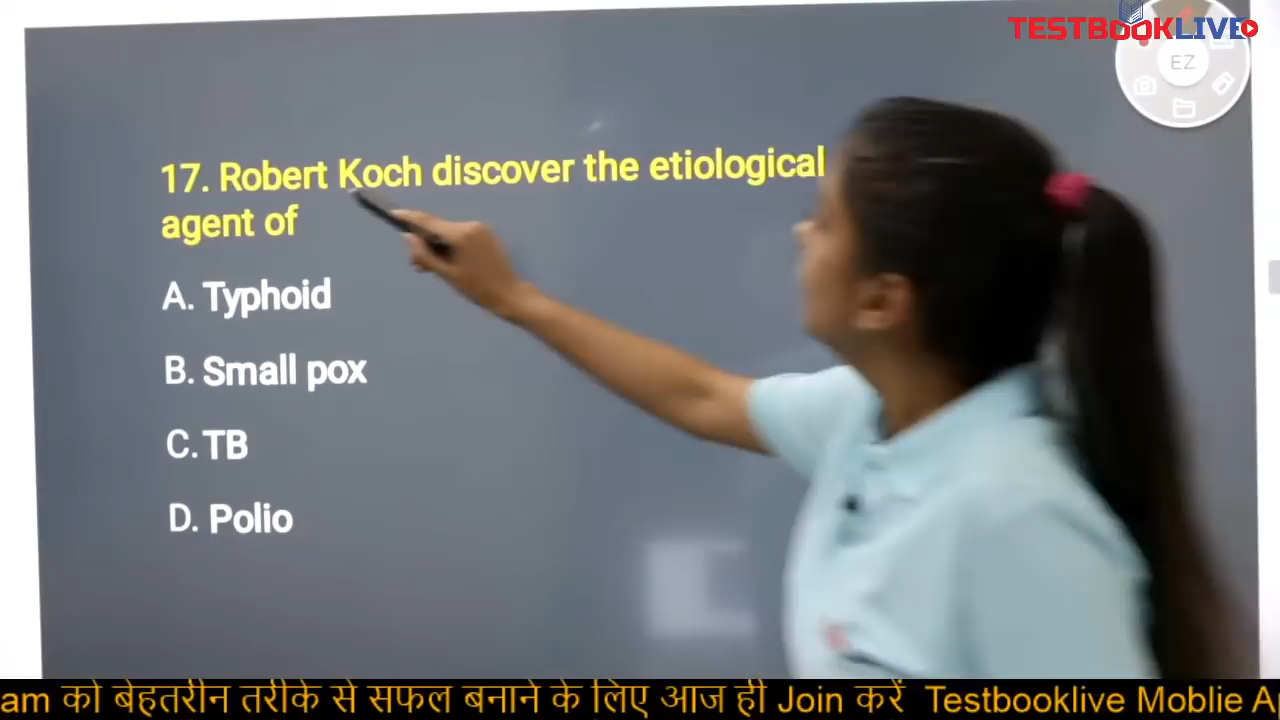 TESTBOOKLIVE
EZ
17. Robert Koch discover the etiological
agent of
A. Typhoid
B. Small pox
C. TB
D. Polio
am को बेहतरीन तरीके से सफल बनाने के लिए आज ही Join करें Testbooklive Moblie A